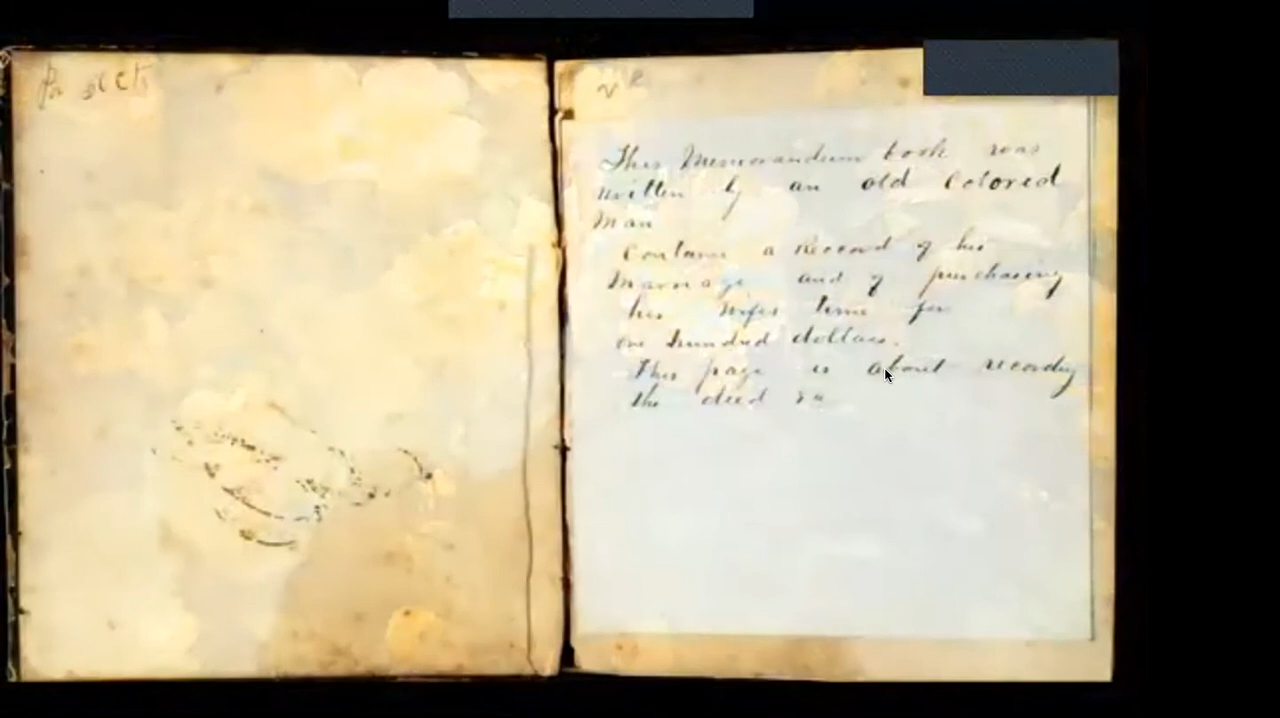 This Memorandum book was
written by an old Colored
Man
Contains a Record of his
Marriage and of purchasing
his wifes time for
one hundred dollars.
This page is about recording
the deed